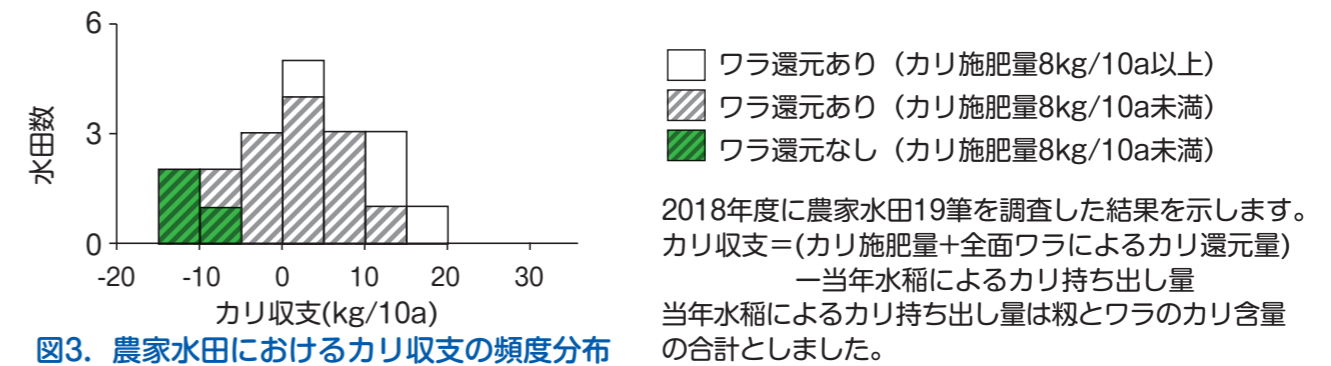 6
3
0
水田数
-20
-10
0
10
20
30
カリ収支(kg/10a)
図3．農家水田におけるカリ収支の頻度分布
ワラ還元あり（カリ施肥量8kg/10a以上）
ワラ還元あり（カリ施肥量8kg/10a未満）
ワラ還元なし（カリ施肥量8kg/10a未満）
2018年度に農家水田19筆を調査した結果を示します。
カリ収支＝(カリ施肥量＋全面ワラによるカリ還元量)
ー当年水稲によるカリ持ち出し量
当年水稲によるカリ持ち出し量は籾とワラのカリ含量
の合計としました。